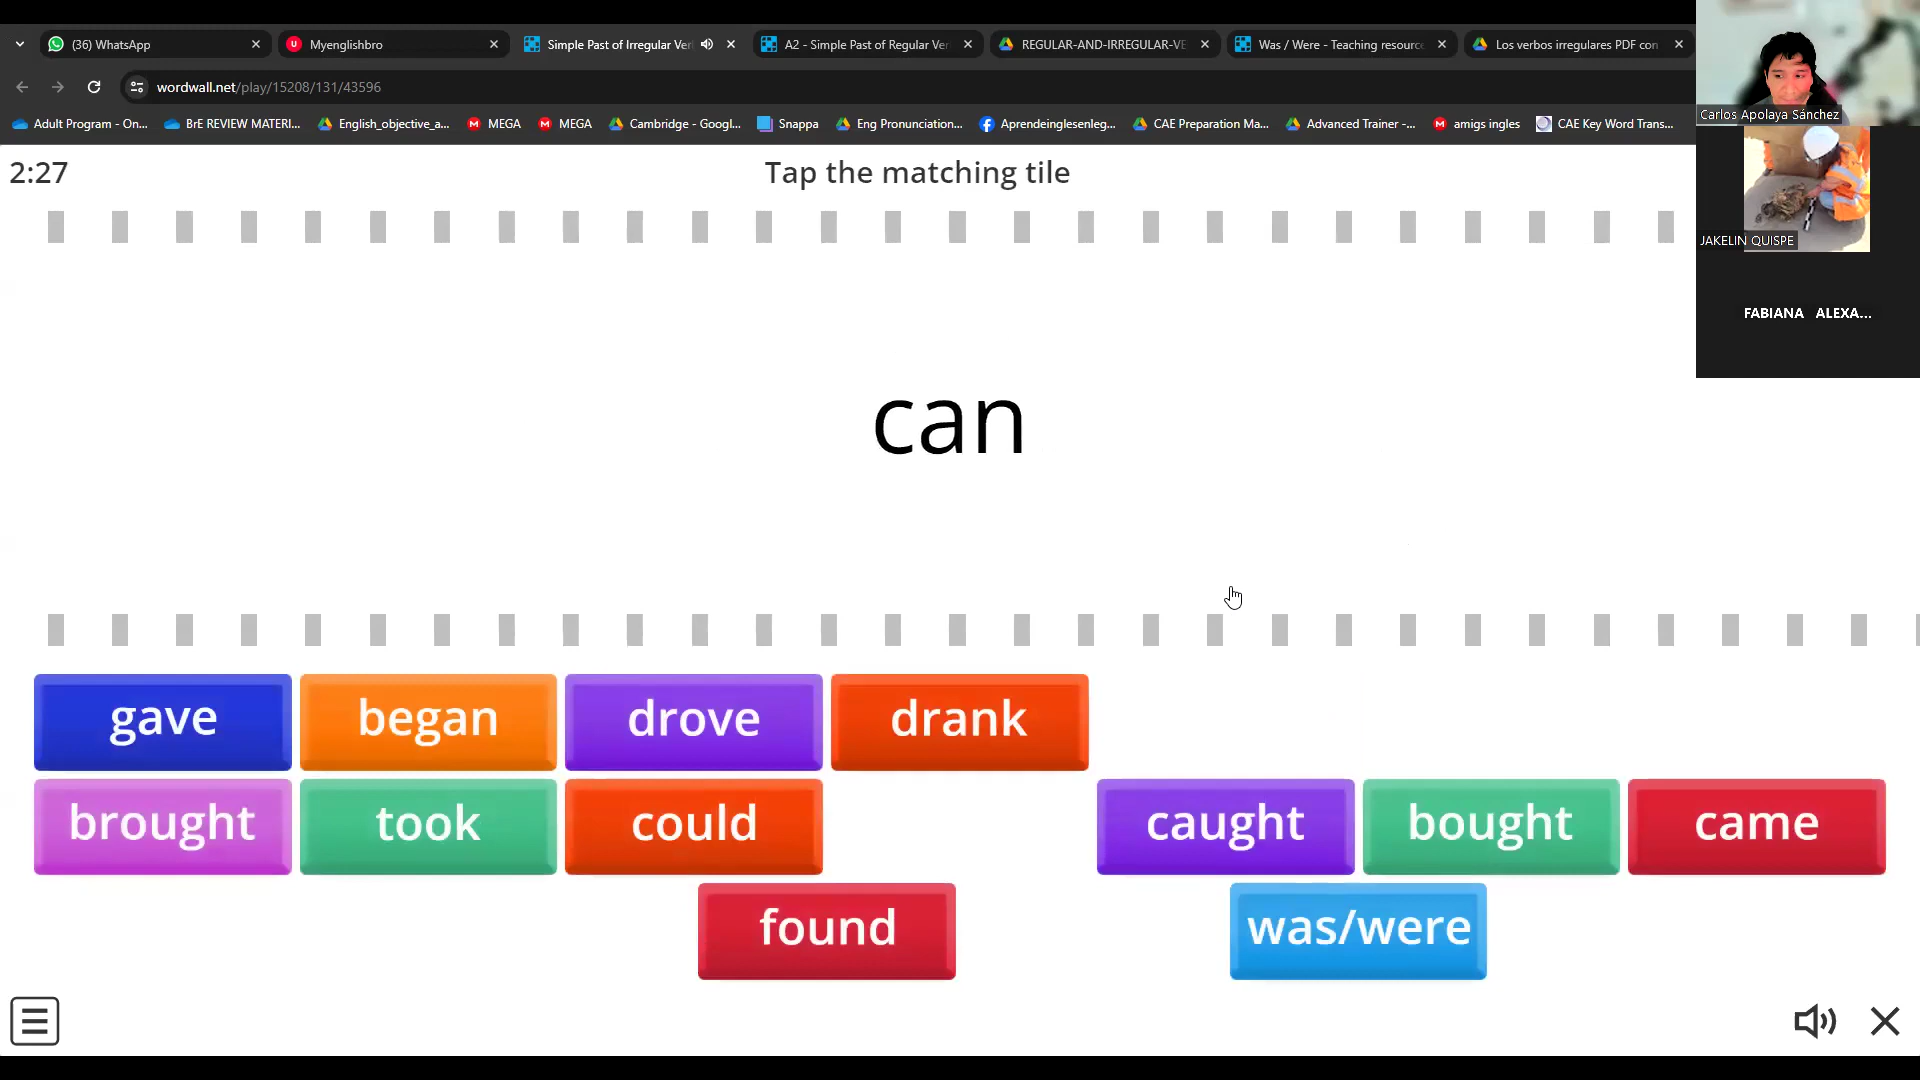 (36) WhatsApp
Myenglishbro
Simple Past of Irregular Ver
A2 - Simple Past of Regular Ver
REGULAR-AND-IRREGULAR-VE
Was / Were - Teaching resource
Los verbos irregulares PDF con
wordwall.net/play/15208/131/43596
Adult Program - On...
BrE REVIEW MATERI...
English_objective_a...
MEGA
MEGA
Cambridge - Googl...
Snappa
Eng Pronunciation...
Aprendeinglesenleg...
CAE Preparation Ma...
Advanced Trainer -...
amigs ingles
CAE Key Word Trans...
Carlos Apolaya Sánchez
JAKELIN QUISPE
FABIANA ALEXA...
2:27
Tap the matching tile
can
gave began drove drank
brought took could caught bought came
found was/were